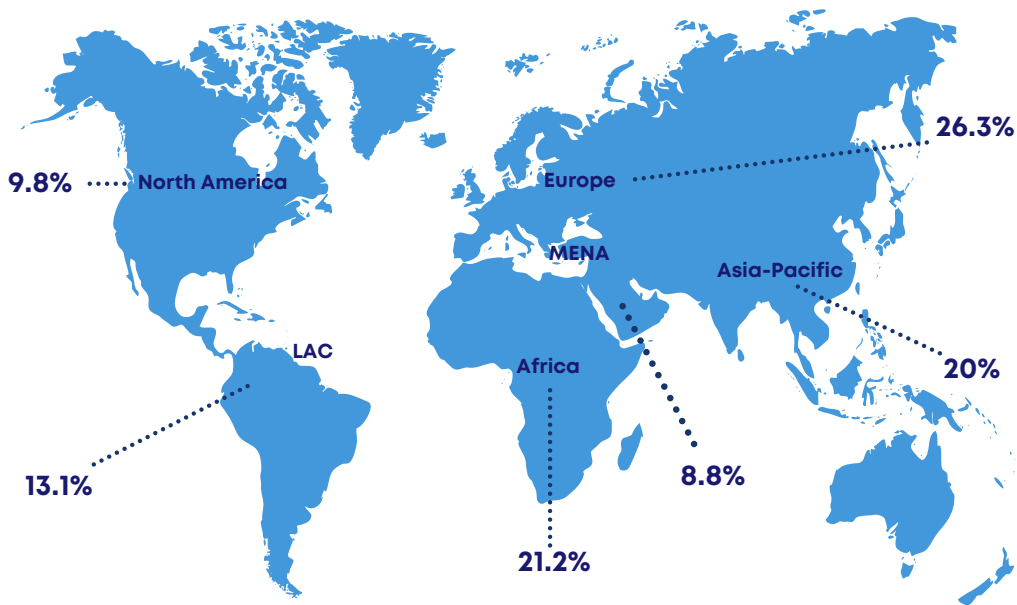 26.3%
9.8%
North America
Europe
MENA
Asia-Pacific
LAC
Africa
20%
13.1%
8.8%
21.2%